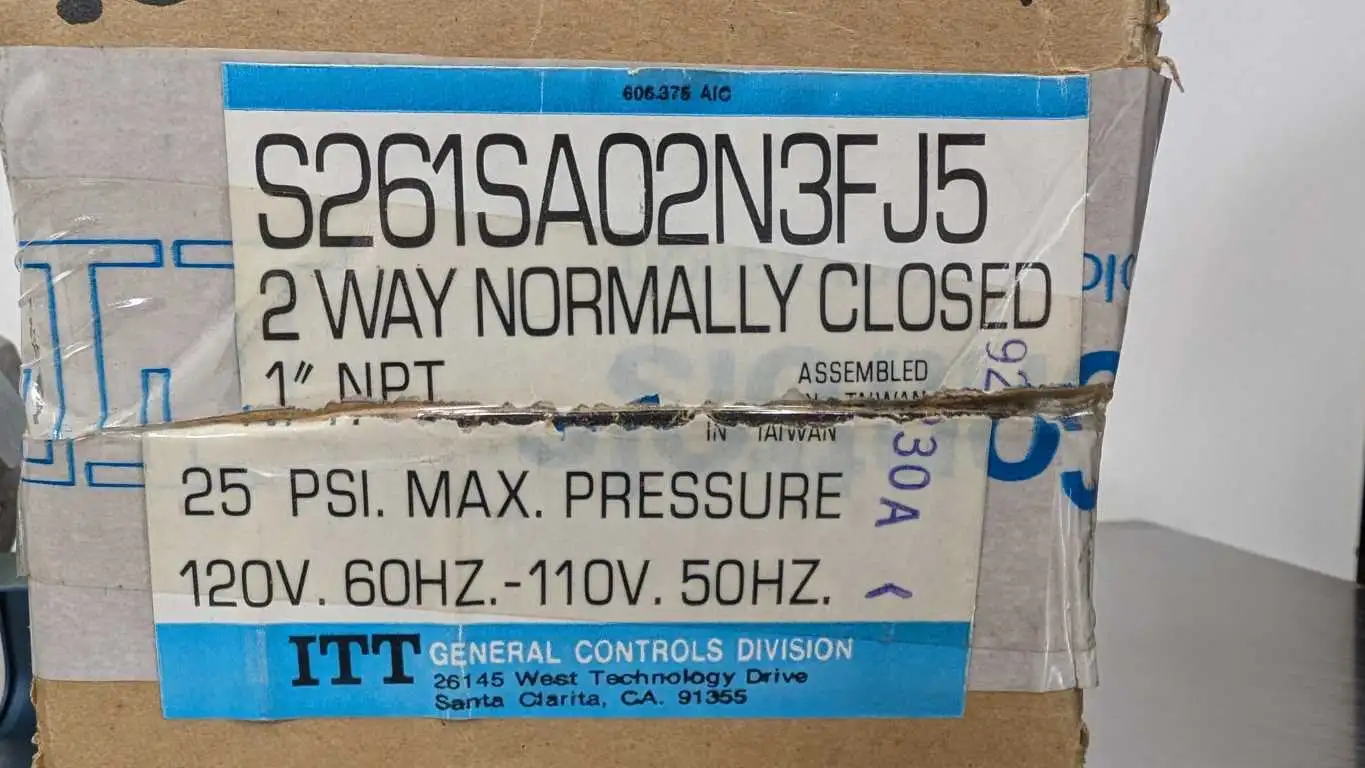 606.375 AIC
S261SA02N3FJ5
2 WAY NORMALLY CLOSED
1" NPT
ASSEMBLED
IN TAIWAN
25 PSI. MAX. PRESSURE
120V. 60HZ.-110V. 50HZ.
ITT GENERAL CONTROLS DIVISION
26145 West Technology Drive
Santa Clarita, CA. 91355